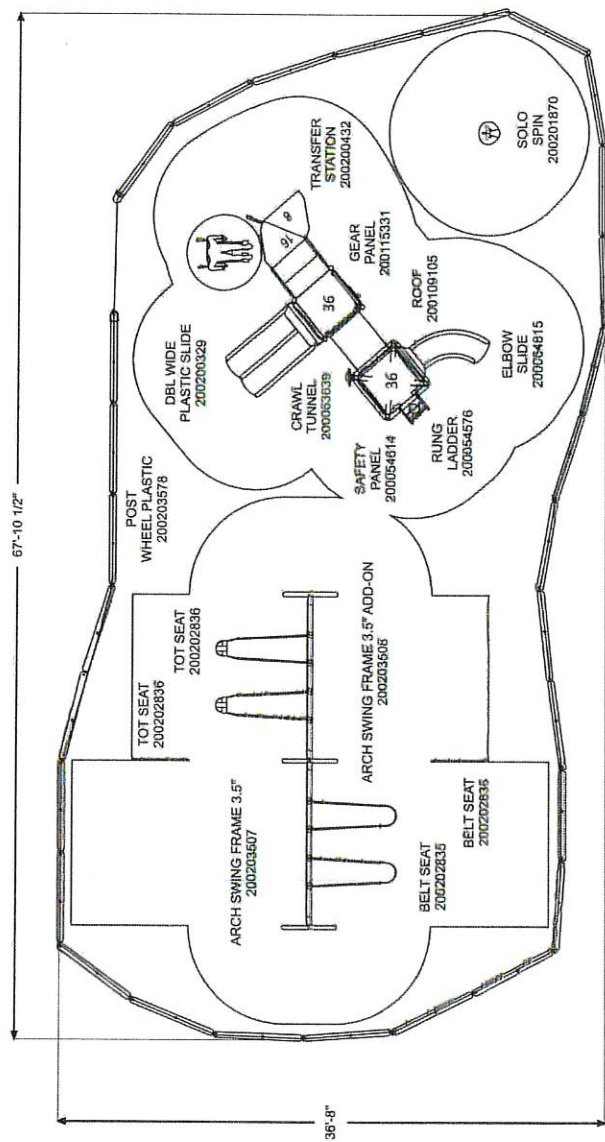 67'-10 1/2"
36'-8"
POST
WHEEL PLASTIC
200203578
DBL WIDE
PLASTIC SLIDE
200200329
TRANSFER
STATION
200200432
8
16
36
GEAR
PANEL
200115331
CRAWL
TUNNEL
200053639
ROOF
200109105
36
SAFETY
PANEL
200054614
RUNG
LADDER
200054576
ELBOW
SLIDE
200054815
SOLO
SPIN
200201870
TOT SEAT
200202836
TOT SEAT
200202836
ARCH SWING FRAME 3.5"
200203507
ARCH SWING FRAME 3.5" ADD-ON
200203508
BELT SEAT
200202835
BELT SEAT
200202835